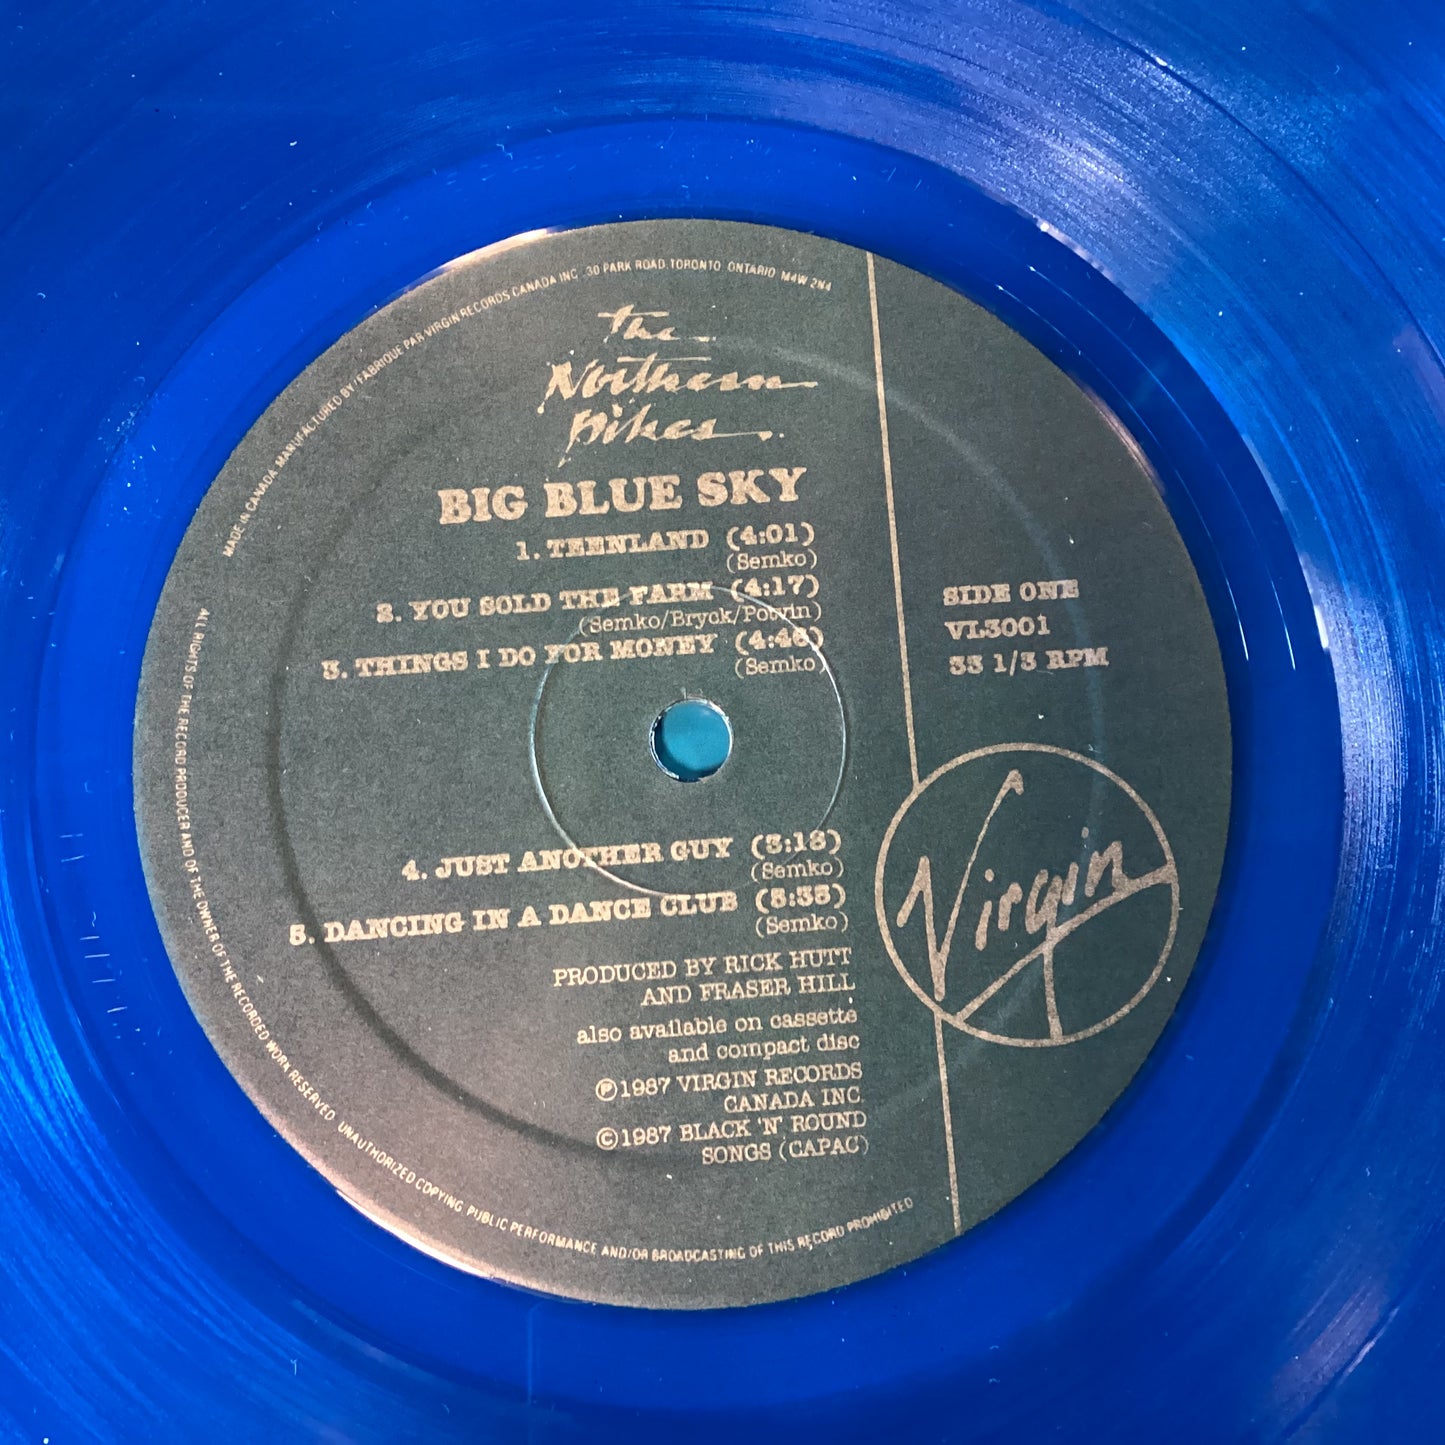 MADE IN CANADA. MANUFACTURED BY/FABRIQUE PAR VIRGIN RECORDS CANADA INC. 30 PARK ROAD, TORONTO ONTARIO M4W 2N4
The
Northern
Pikes
BIG BLUE SKY
1. TEENLAND (4:01)
(Semko)
2. YOU SOLD THE FARM (4:17)
(Semko/Bryck/Potvin)
3. THINGS I DO FOR MONEY (4:46)
(Semko)
SIDE ONE
VL3001
33 1/3 RPM
4. JUST ANOTHER GUY (3:18)
(Semko)
5. DANCING IN A DANCE CLUB
(Semko)
Virgin
PRODUCED BY RICK HUTT
AND FRASER HILL
also available on cassette
and compact disc
Ⓟ1987 VIRGIN RECORDS
CANADA INC
©1987 BLACK 'N' ROUND
SONGS (CAPAC)
ALL RIGHTS OF THE RECORD PRODUCER AND OF THE OWNER OF THE RECORDED WORK RESERVED UNAUTHORIZED COPYING PUBLIC PERFORMANCE AND/OR BROADCASTING OF THIS RECORD PROHIBITED